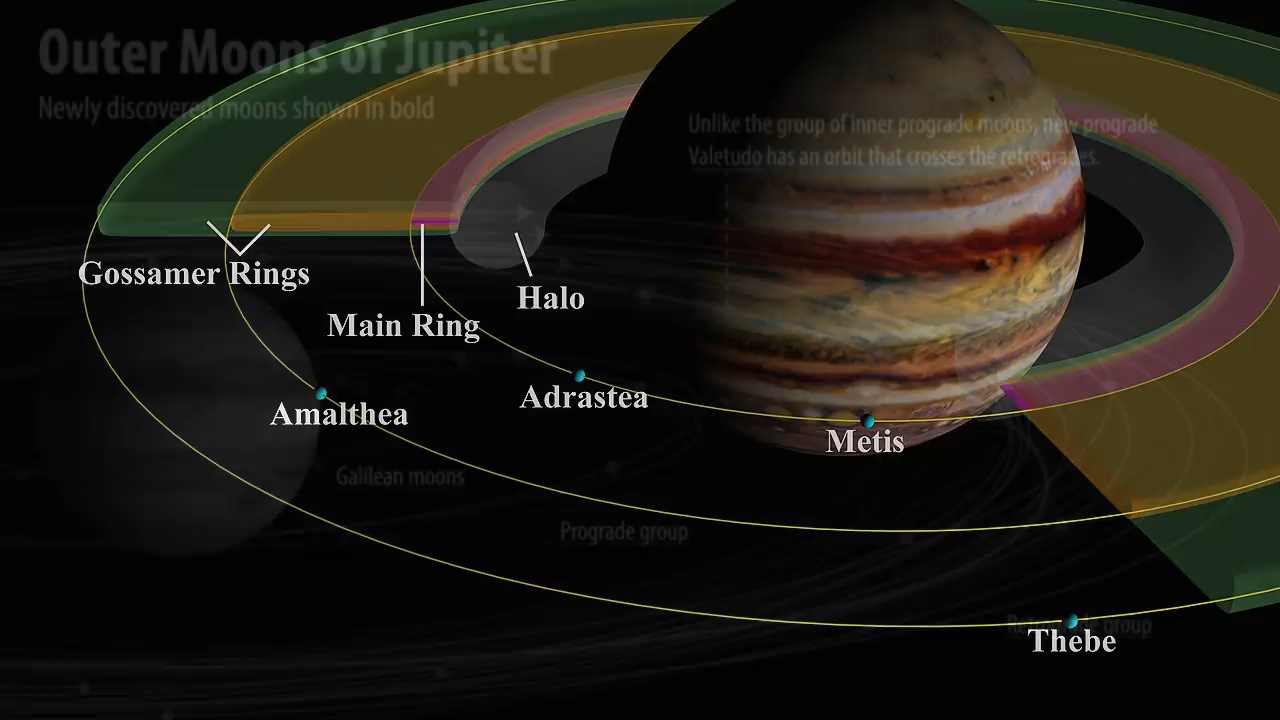 Outer Moons of Jupiter
Newly discovered moons shown in bold
Unlike the group of inner prograde moons, new prograde
Valetudo has an orbit that crosses the retrogrades.
Gossamer Rings
Halo
Main Ring
Adrastea
Amalthea
Metis
Galilean moons
Prograde group
Retrograde group
Thebe